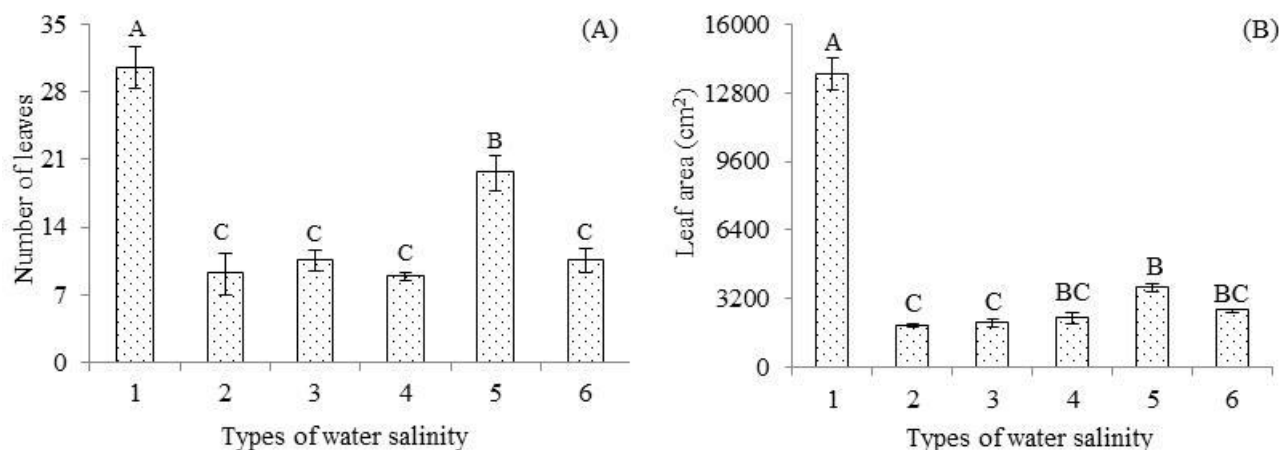 (A)
Number of leaves
35
28
21
14
7
0
A
C
C
C
B
C
1 2 3 4 5 6
Types of water salinity
(B)
Leaf area (cm²)
16000
12800
9600
6400
3200
0
A
C
C
BC
B
BC
1 2 3 4 5 6
Types of water salinity